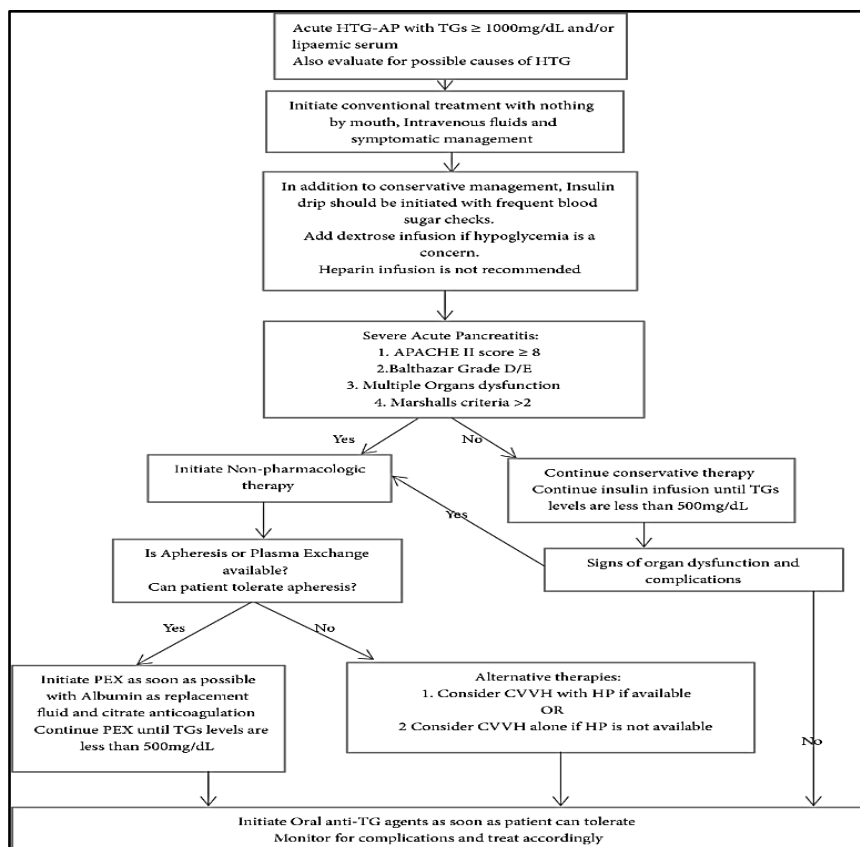 Acute HTG-AP with TGs ≥ 1000mg/dL and/or
lipaemic serum
Also evaluate for possible causes of HTG
Initiate conventional treatment with nothing
by mouth, Intravenous fluids and
symptomatic management
In addition to conservative management, Insulin
drip should be initiated with frequent blood
sugar checks.
Add dextrose infusion if hypoglycemia is a
concern.
Heparin infusion is not recommended
Severe Acute Pancreatitis:
1. APACHE II score ≥ 8
2.Balthazar Grade D/E
3. Multiple Organs dysfunction
4. Marshalls criteria >2
Yes
No
Initiate Non-pharmacologic
therapy
Continue conservative therapy
Continue insulin infusion until TGs
levels are less than 500mg/dL
Yes
Is Apheresis or Plasma Exchange
available?
Can patient tolerate apheresis?
Signs of organ dysfunction and
complications
Yes
No
Initiate PEX as soon as possible
with Albumin as replacement
fluid and citrate anticoagulation
Continue PEX until TGs levels are
less than 500mg/dL
Alternative therapies:
1. Consider CVVH with HP if available
OR
2 Consider CVVH alone if HP is not available
No
Initiate Oral anti-TG agents as soon as patient can tolerate
Monitor for complications and treat accordingly